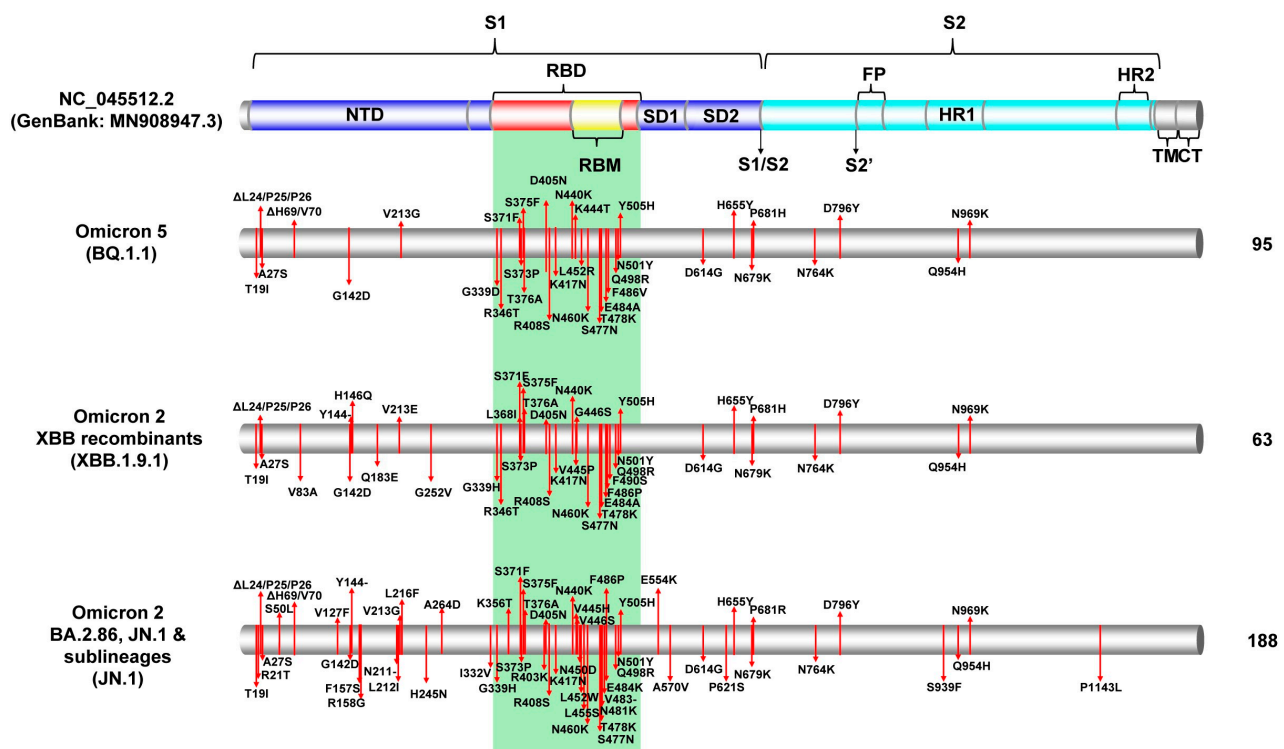 S1
S2
RBD
FP
HR2
NC_045512.2
(GenBank: MN908947.3)
NTD
SD1
SD2
HR1
RBM
S1/S2
S2'
TM
CT
Omicron 5
(BQ.1.1)
95
ΔL24/P25/P26
ΔH69/V70
V213G
S371F
S375F
D405N
N440K
K444T
Y505H
H655Y
P681H
D796Y
N969K
T19I
A27S
G142D
G339D
R346T
S373P
T376A
R408S
K417N
L452R
N460K
S477N
T478K
E484A
F486V
Q498R
N501Y
D614G
N679K
N764K
Q954H
Omicron 2
XBB recombinants
(XBB.1.9.1)
63
ΔL24/P25/P26
Y144-
H146Q
V213E
L368I
S371F
S375F
T376A
D405N
N440K
G446S
Y505H
H655Y
P681H
D796Y
N969K
T19I
A27S
V83A
G142D
Q183E
G252V
G339H
R346T
S373P
R408S
K417N
V445P
N460K
S477N
T478K
E484A
F486P
F490S
Q498R
N501Y
D614G
N679K
N764K
Q954H
Omicron 2
BA.2.86, JN.1 &
sublineages
(JN.1)
188
ΔL24/P25/P26
S50L
ΔH69/V70
V127F
Y144-
V213G
L216F
A264D
K356T
S371F
S375F
T376A
D405N
N440K
V445H
V446S
F486P
Y505H
E554K
H655Y
P681R
D796Y
N969K
T19I
R21T
A27S
G142D
F157S
R158G
N211-
L212I
H245N
I332V
G339H
S373P
R403K
R408S
K417N
N450D
L452W
L455S
N460K
S477N
T478K
N481K
V483-
E484K
Q498R
N501Y
A570V
D614G
P621S
N679K
N764K
S939F
Q954H
P1143L